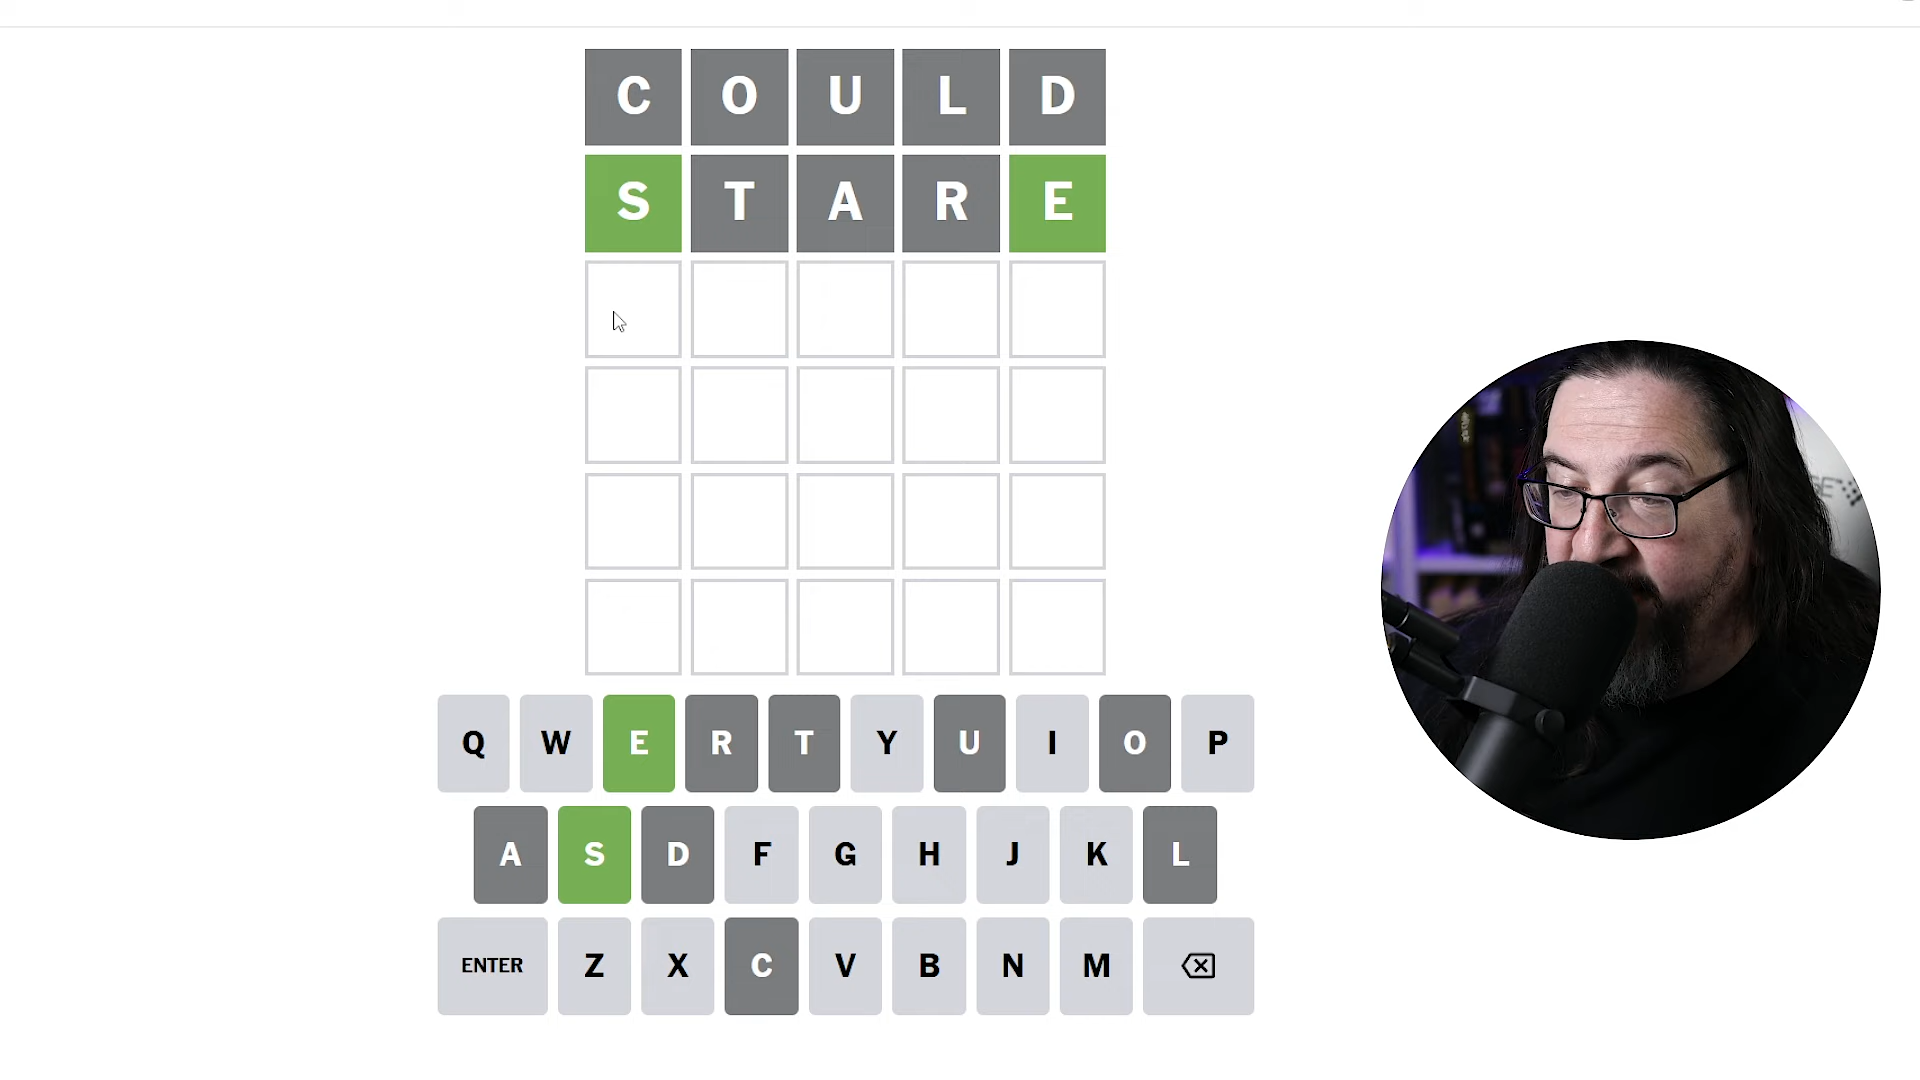 C O U L D
S T A R E
Q W E R T Y U I O P
A S D F G H J K L
ENTER Z X C V B N M